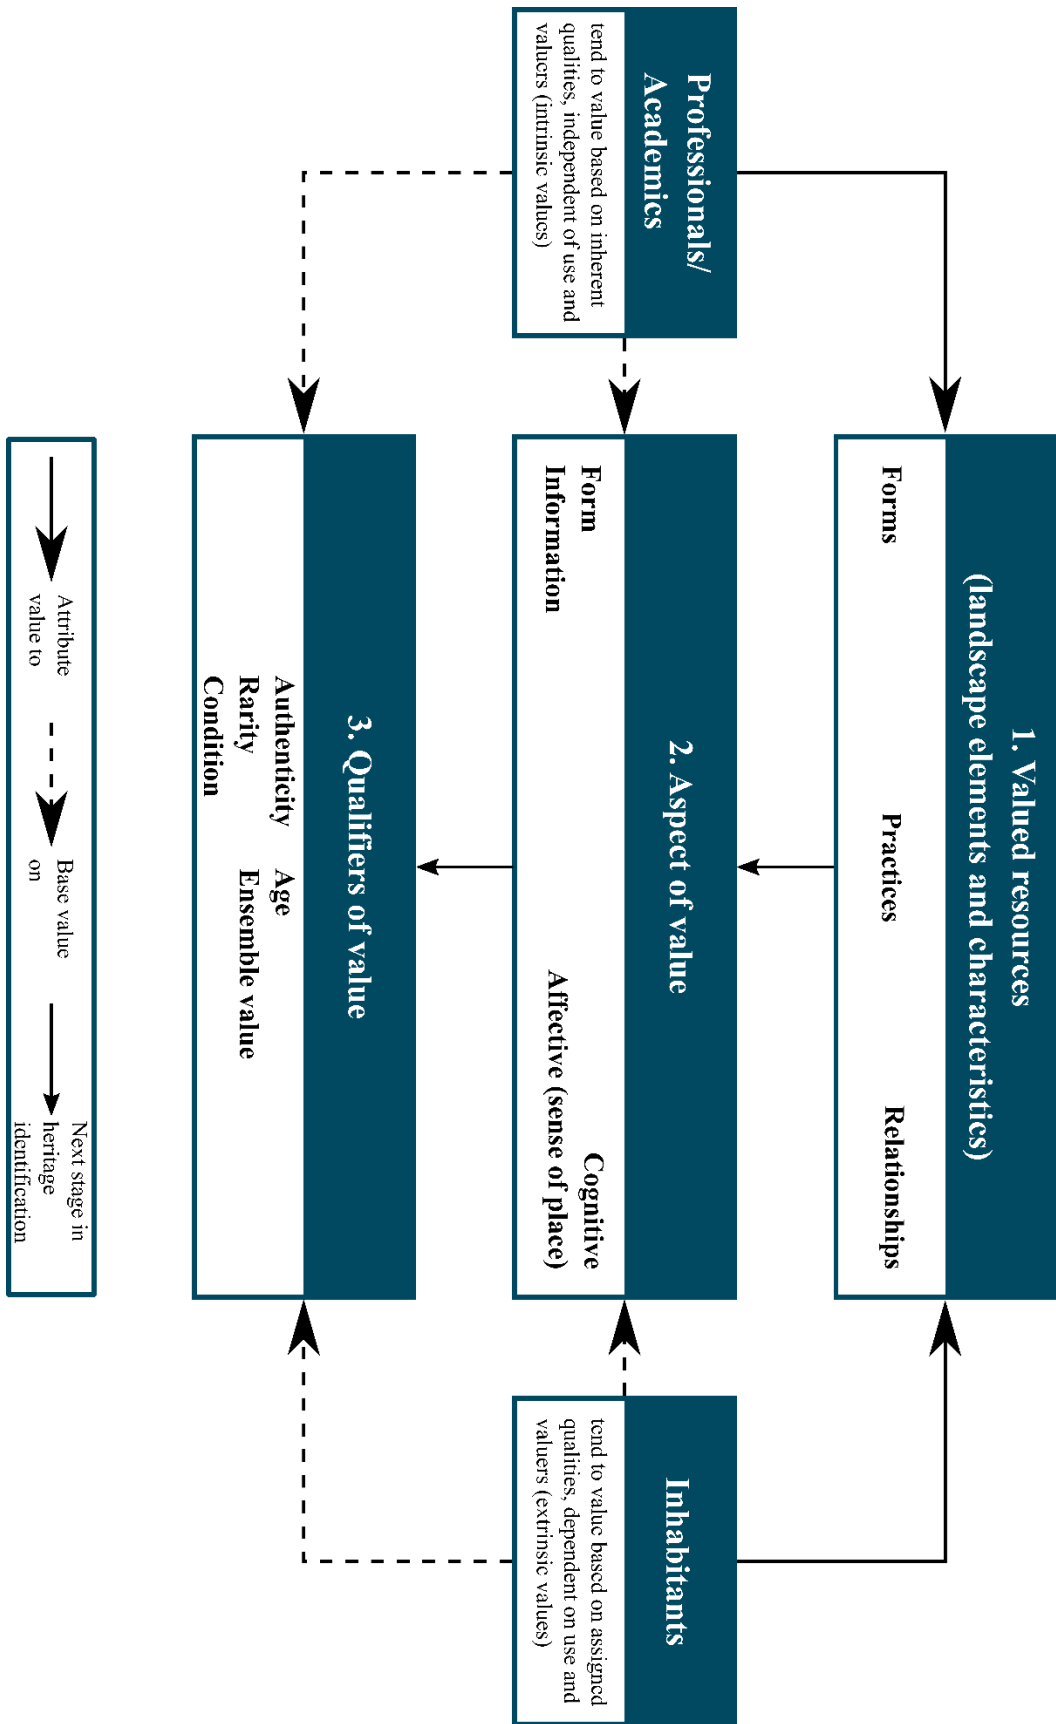 Professionals/
Academics
tend to value based on inherent
qualities, independent of use and
valuers (intrinsic values)
1. Valued resources
(landscape elements and characteristics)
Forms Practices Relationships
2. Aspect of value
Form Cognitive
Information Affective (sense of place)
3. Qualifiers of value
Authenticity Age
Rarity Ensemble value
Condition
Inhabitants
tend to value based on assigned
qualities, dependent on use and
valuers (extrinsic values)
Attribute
value to
Base value
on
Next stage in
heritage
identification